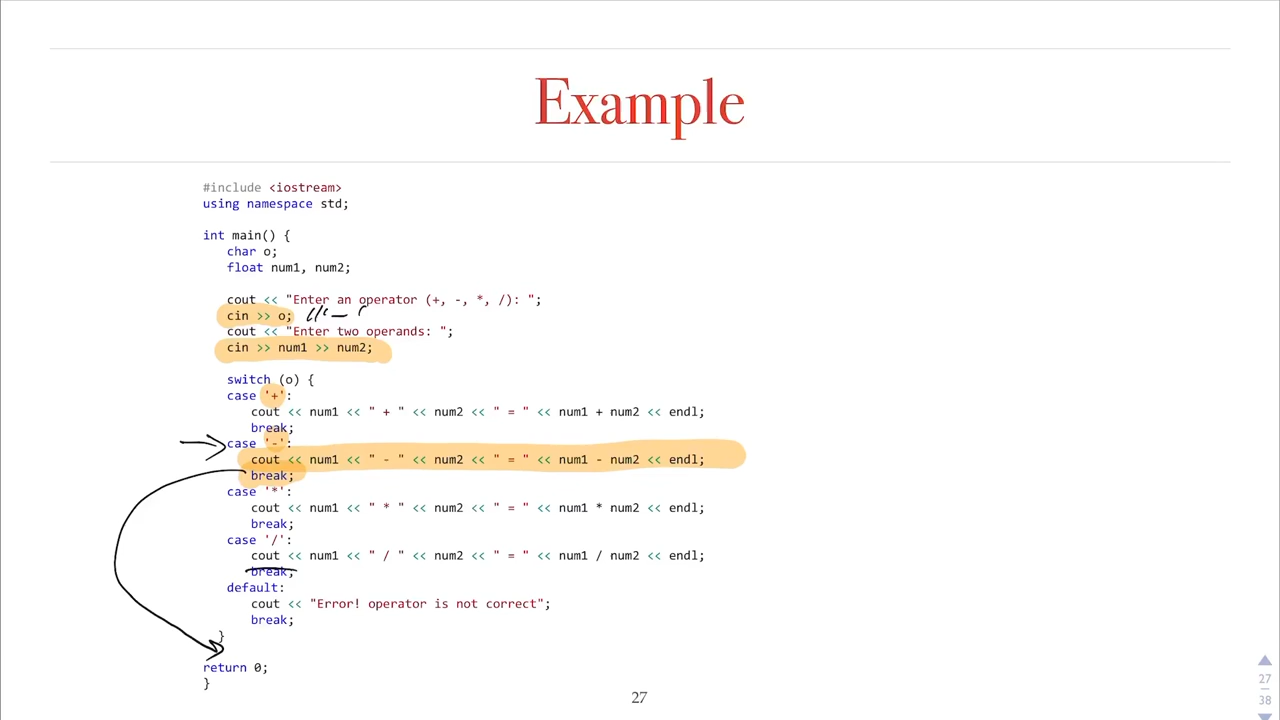 Example
#include <iostream>
using namespace std;
int main() {
char o;
float num1, num2;
cout << "Enter an operator (+, -, *, /): ";
cin >> o;
cout << "Enter two operands: ";
cin >> num1 >> num2;
switch (o) {
case '+':
cout << num1 << " + " << num2 << " = " << num1 + num2 << endl;
break;
case '-':
cout << num1 << " - " << num2 << " = " << num1 - num2 << endl;
break;
case '*':
cout << num1 << " * " << num2 << " = " << num1 * num2 << endl;
break;
case '/':
cout << num1 << " / " << num2 << " = " << num1 / num2 << endl;
break;
default:
cout << "Error! operator is not correct";
break;
}
return 0;
}
27
27
38